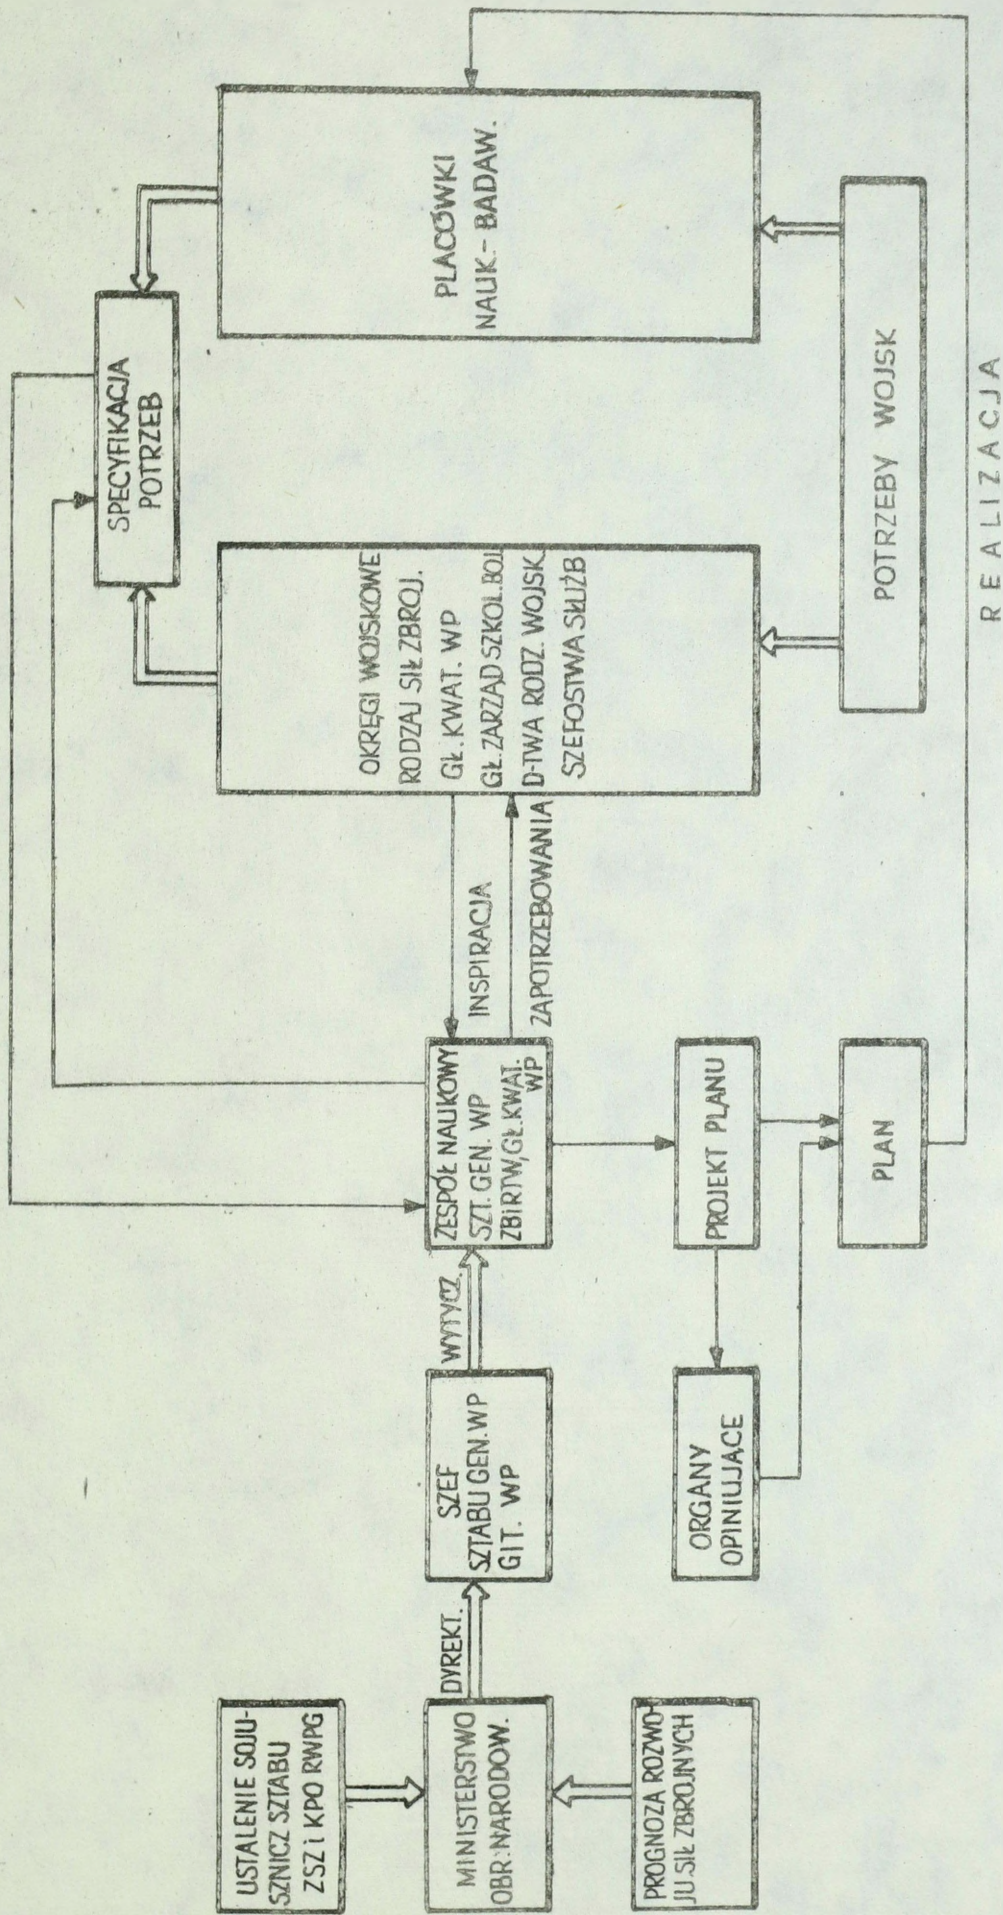 USTALENIE SOJU-
SZNICZ SZTABU
ZSZ i KPO RWPG
MINISTERSTWO
OBR. NARODOW.
PROGNOZA ROZWO-
JU.SIŁ ZBROJNYCH
DYREKT.
SZEF
SZTABU GEN.WP
GIT. WP
WYTYCZ.
ZESPÓŁ NAUKOWY
SZT. GEN. WP
ZBiRTW,GŁ.KWAT.
WP
INSPIRACJA
ZAPOTRZEBOWANIA
ORGANY
OPINIUJĄCE
PROJEKT PLANU
PLAN
OKRĘGI WOJSKOWE
RODZAJ SIŁ ZBROJ.
GŁ. KWAT. WP
GŁ. ZARZĄD SZKOL.BOJ.
D-TWA RODZ. WOJSK.
SZEFOSTWA SŁUŻB
SPECYFIKACJA
POTRZEB
PLACÓWKI
NAUK.- BADAW.
POTRZEBY WOJSK
REALIZACJA